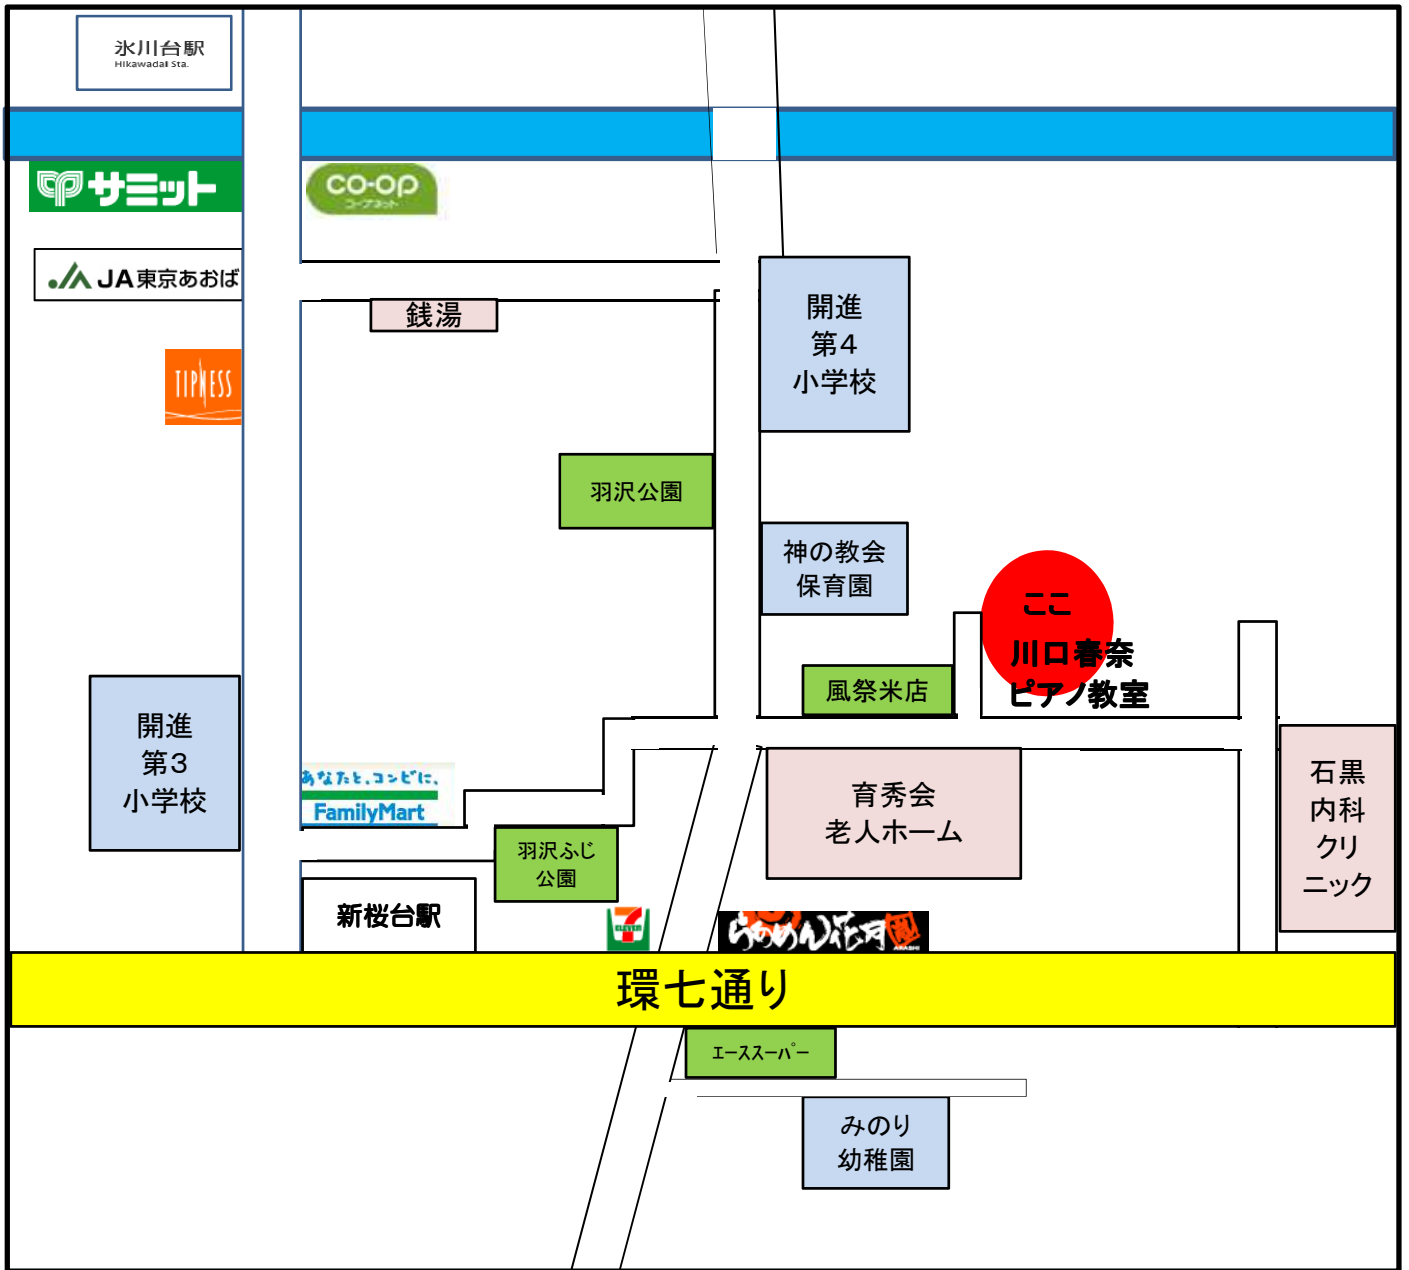 氷川台駅
Hikawadai Sta.
サミット
CO-OP
コープネット
JA東京あおば
銭湯
開進
第4
小学校
TIPNESS
羽沢公園
神の教会
保育園
ここ
川口春奈
ピアノ教室
風祭米店
開進
第3
小学校
あなたと、コンビに、
FamilyMart
育秀会
老人ホーム
石黒
内科
クリ
ニック
羽沢ふじ
公園
新桜台駅
7
ELEVEN
らあめん花月嵐
ARASHI
環七通り
エーススーパー
みのり
幼稚園